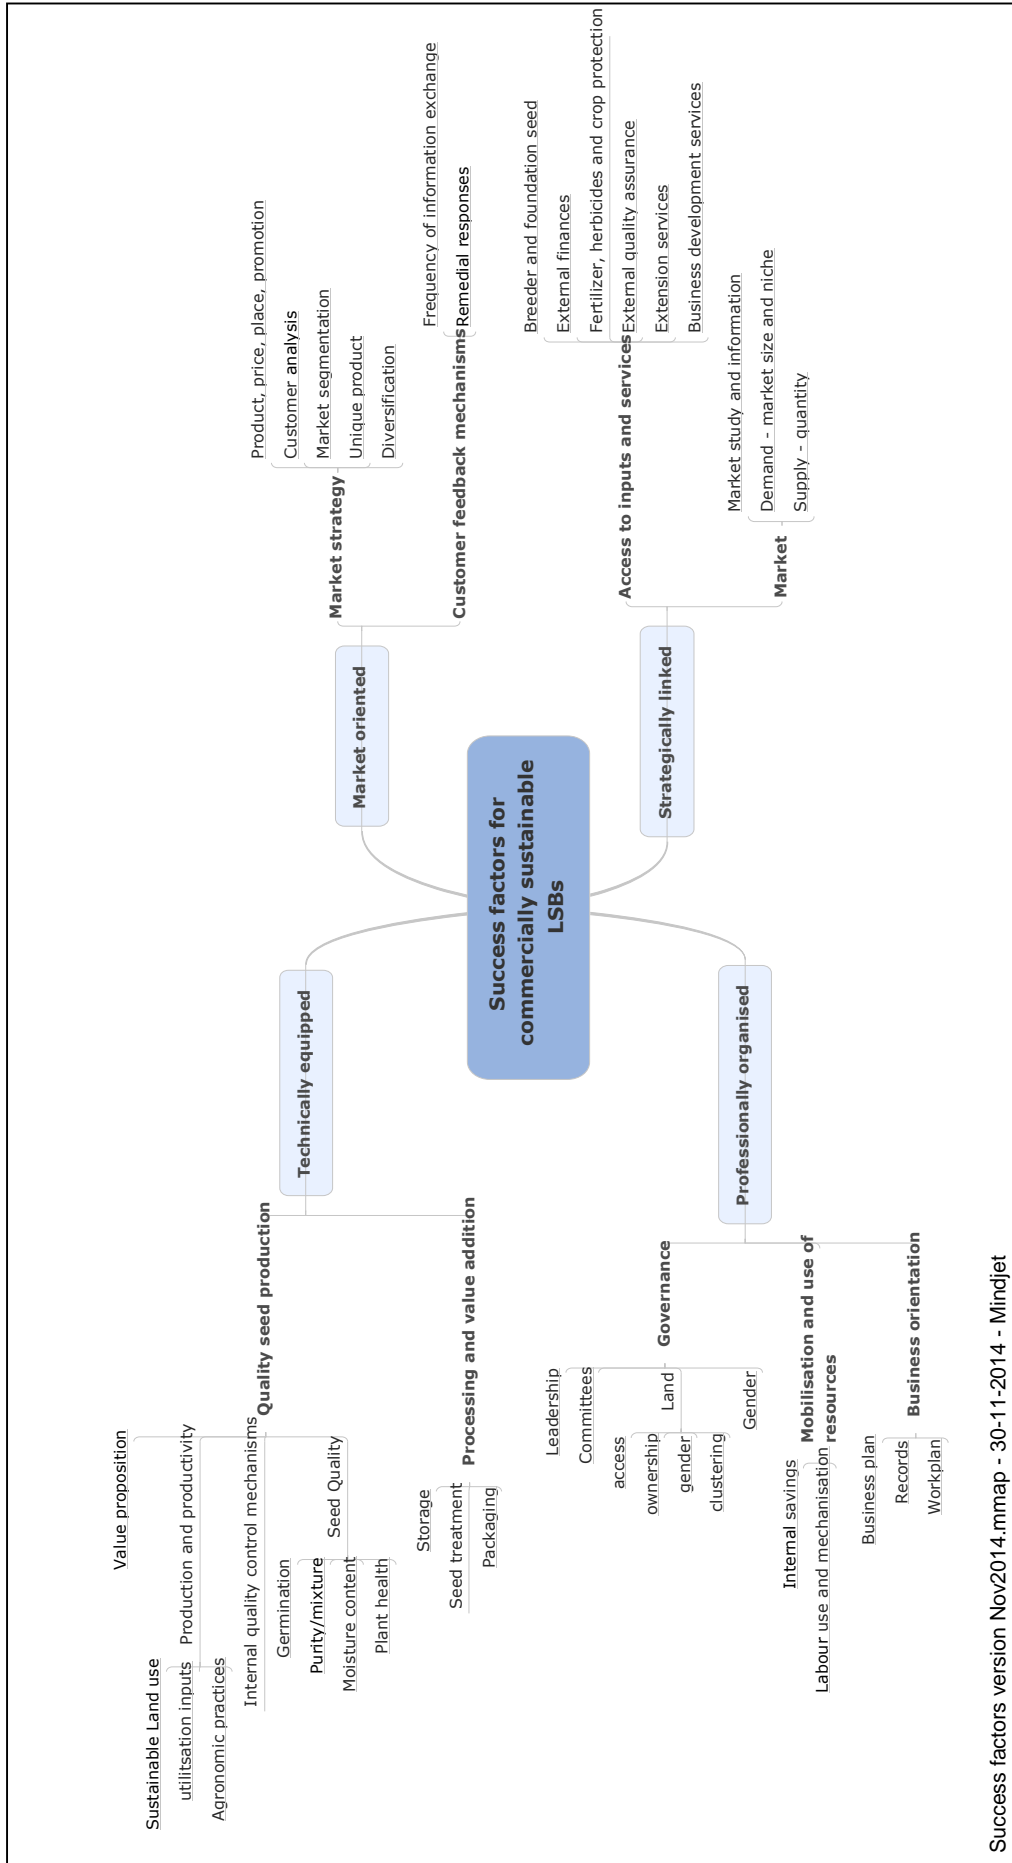 Success factors for
commercially sustainable
LSBs
Market oriented
Market strategy
Product, price, place, promotion
Customer analysis
Market segmentation
Unique product
Diversification
Customer feedback mechanisms
Frequency of information exchange
Remedial responses
Strategically linked
Access to inputs and services
Breeder and foundation seed
External finances
Fertilizer, herbicides and crop protection
External quality assurance
Extension services
Business development services
Market
Market study and information
Demand - market size and niche
Supply - quantity
Technically equipped
Quality seed production
Value proposition
Production and productivity
Sustainable Land use
utilitsation inputs
Agronomic practices
Internal quality control mechanisms
Seed Quality
Germination
Purity/mixture
Moisture content
Plant health
Processing and value addition
Storage
Seed treatment
Packaging
Professionally organised
Governance
Leadership
Committees
Land
access
ownership
gender
clustering
Gender
Mobilisation and use of
resources
Internal savings
Labour use and mechanisation
Business orientation
Business plan
Records
Workplan
Success factors version Nov2014.mmap - 30-11-2014 - Mindjet